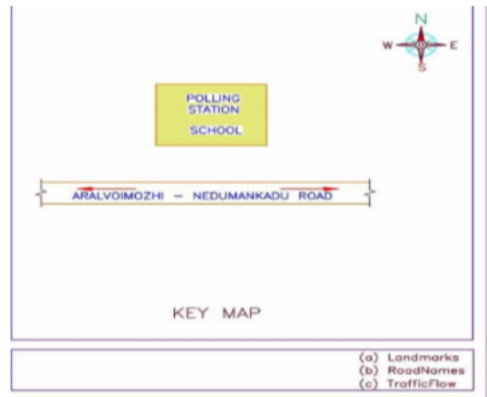 N
W E
S
POLLING
STATION
SCHOOL
ARALVOIMOZHI - NEDUMANKADU ROAD
KEY MAP
(a) Landmarks
(b) RoadNames
(c) TrafficFlow